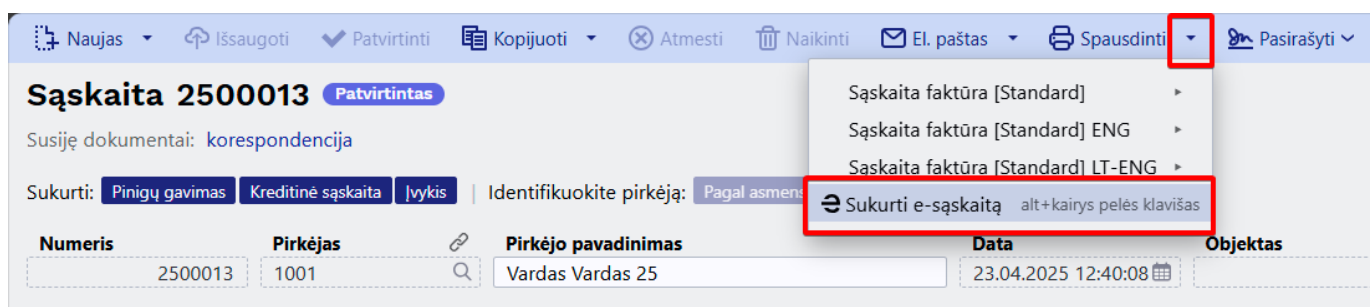 Naujas Išsaugoti Patvirtinti Kopijuoti Atmesti Naikinti El. paštas Spausdinti Pasirašyti
Sąskaita 2500013 Patvirtintas
Sąskaita faktūra [Standard]
Susiję dokumentai: korespondencija
Sąskaita faktūra [Standard] ENG
Sąskaita faktūra [Standard] LT-ENG
Sukurti: Pinigų gavimas Kreditinė sąskaita Įvykis | Identifikuokite pirkėją: Pagal asmens
Sukurti e-sąskaitą alt+kairys pelės klavišas
Numeris Pirkėjas Pirkėjo pavadinimas Data Objektas
2500013 1001 Vardas Vardas 25 23.04.2025 12:40:08